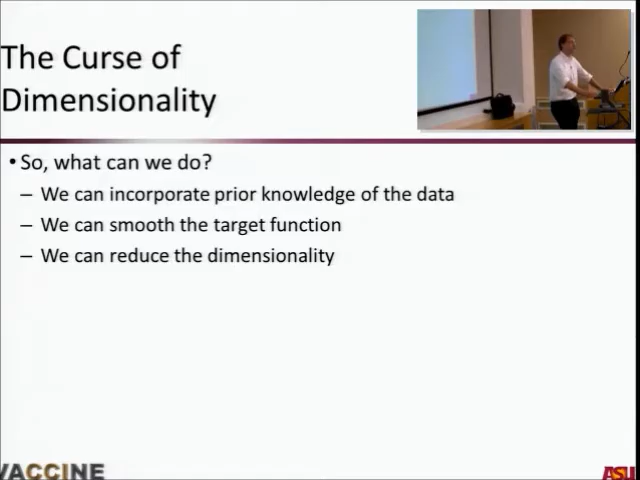 The Curse of
Dimensionality
• So, what can we do?
– We can incorporate prior knowledge of the data
– We can smooth the target function
– We can reduce the dimensionality
VACCINE
ASU